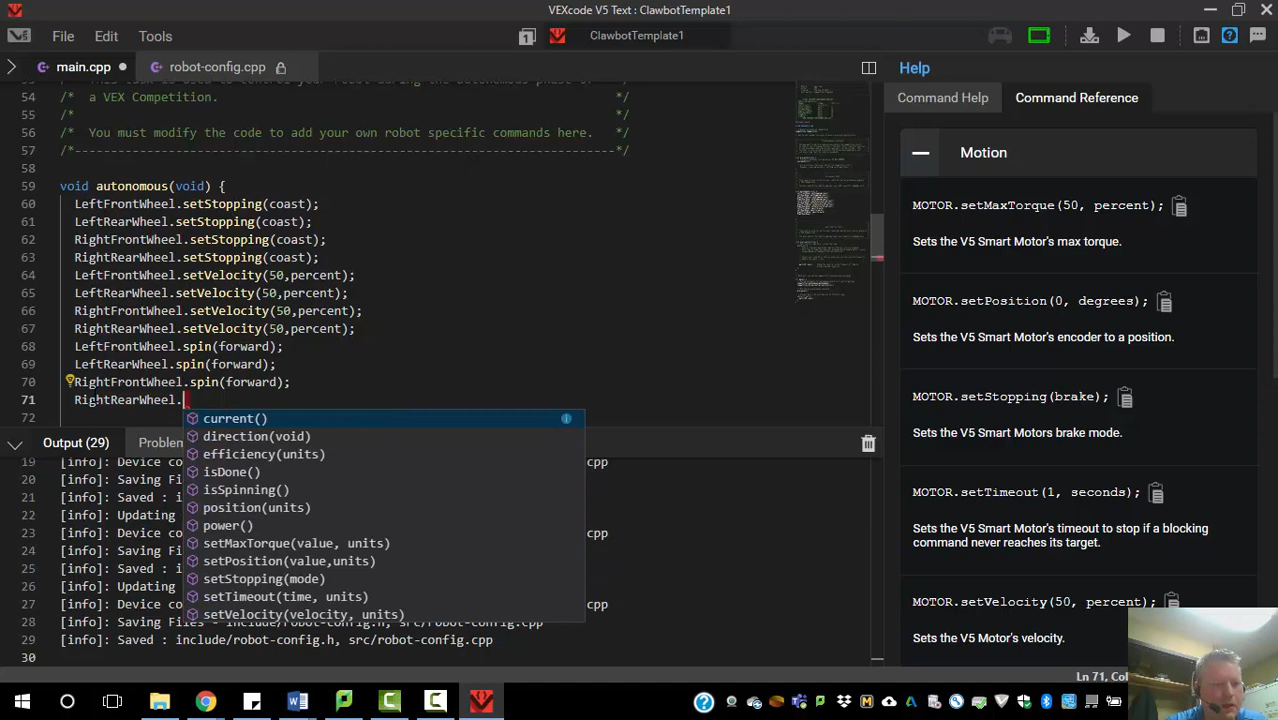 VEXcode V5 Text : ClawbotTemplate1
File Edit Tools
1 ClawbotTemplate1
main.cpp robot-config.cpp
54 /* a VEX Competition. */
55 /* */
56 /* You must modify the code to add your own robot specific commands here. */
57 /*---------------------------------------------------------------------------*/
58
59 void autonomous(void) {
60 LeftFrontWheel.setStopping(coast);
61 LeftRearWheel.setStopping(coast);
62 RightFrontWheel.setStopping(coast);
63 RightRearWheel.setStopping(coast);
64 LeftFrontWheel.setVelocity(50,percent);
65 LeftRearWheel.setVelocity(50,percent);
66 RightFrontWheel.setVelocity(50,percent);
67 RightRearWheel.setVelocity(50,percent);
68 LeftFrontWheel.spin(forward);
69 LeftRearWheel.spin(forward);
70 RightFrontWheel.spin(forward);
71 RightRearWheel.
72
current()
direction(void)
efficiency(units)
isDone()
isSpinning()
position(units)
power()
setMaxTorque(value, units)
setPosition(value,units)
setStopping(mode)
setTimeout(time, units)
setVelocity(velocity, units)
Output (29) Problem
19 [info]: Device co cpp
20 [info]: Saving Fi
21 [info]: Saved : i
22 [info]: Updating
23 [info]: Device co cpp
24 [info]: Saving Fi
25 [info]: Saved : i
26 [info]: Updating
27 [info]: Device co cpp
28 [info]: Saving Files - include/robot-config.h, src/robot-config.cpp
29 [info]: Saved : include/robot-config.h, src/robot-config.cpp
30
Help
Command Help Command Reference
Motion
MOTOR.setMaxTorque(50, percent);
Sets the V5 Smart Motor's max torque.
MOTOR.setPosition(0, degrees);
Sets the V5 Smart Motor's encoder to a position.
MOTOR.setStopping(brake);
Sets the V5 Smart Motors brake mode.
MOTOR.setTimeout(1, seconds);
Sets the V5 Smart Motor's timeout to stop if a blocking
command never reaches its target.
MOTOR.setVelocity(50, percent);
Sets the V5 Motor's velocity.
Ln 71, Co